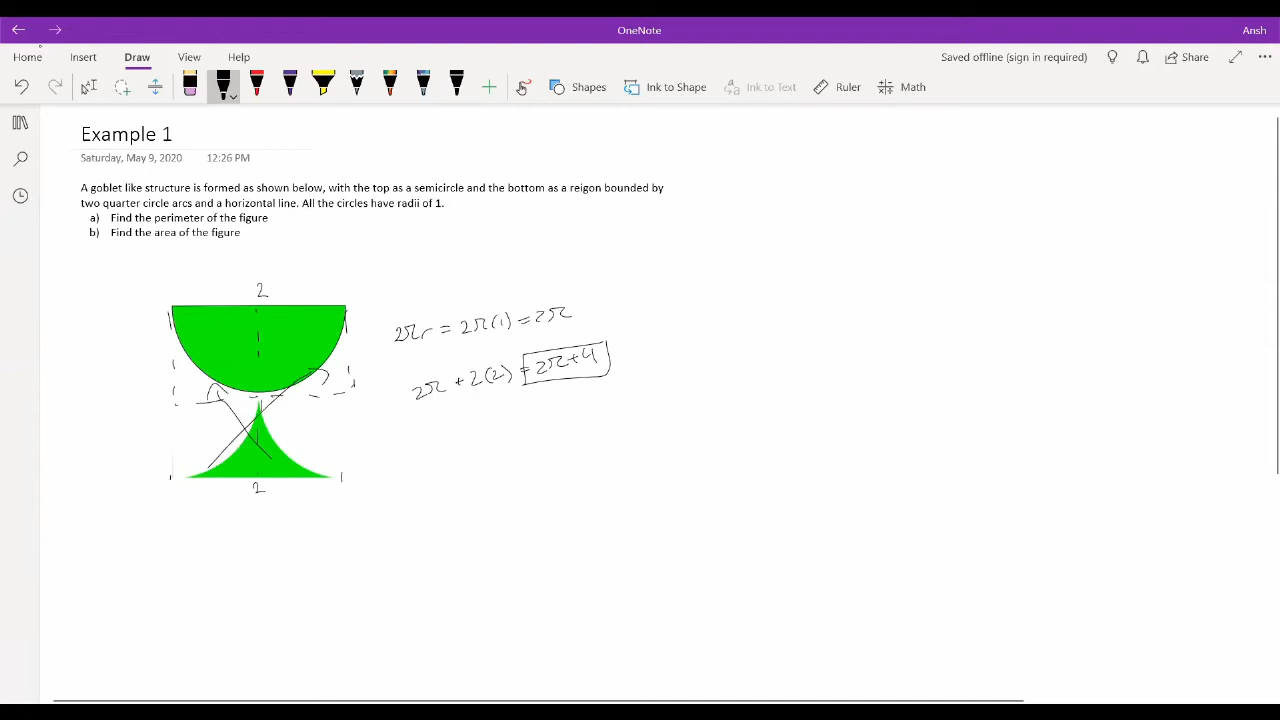 OneNote
Ansh
Home Insert Draw View Help
Saved offline (sign in required)
Share
Shapes
Ink to Shape
Ink to Text
Ruler
Math
Example 1
Saturday, May 9, 2020 12:26 PM
A goblet like structure is formed as shown below, with the top as a semicircle and the bottom as a reigon bounded by
two quarter circle arcs and a horizontal line. All the circles have radii of 1.
a) Find the perimeter of the figure
b) Find the area of the figure
2
2πr = 2π(1) = 2π
2π + 2(2) = 2π+4
2